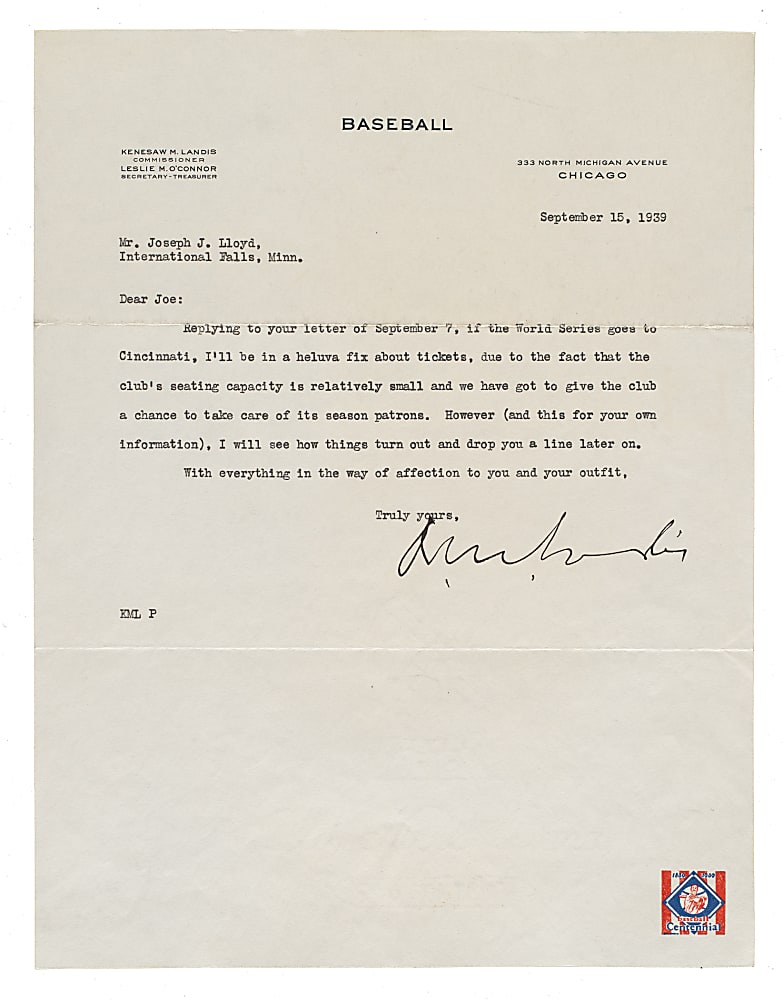 BASEBALL
KENESAW M. LANDIS
COMMISSIONER
LESLIE M. O'CONNOR
SECRETARY-TREASURER
333 NORTH MICHIGAN AVENUE
CHICAGO
September 15, 1939
Mr. Joseph J. Lloyd,
International Falls, Minn.
Dear Joe:
Replying to your letter of September 7, if the World Series goes to
Cincinnati, I'll be in a heluva fix about tickets, due to the fact that the
club's seating capacity is relatively small and we have got to give the club
a chance to take care of its season patrons. However (and this for your own
information), I will see how things turn out and drop you a line later on.
With everything in the way of affection to you and your outfit,
Truly yours,
KML P
baseball
Centennial